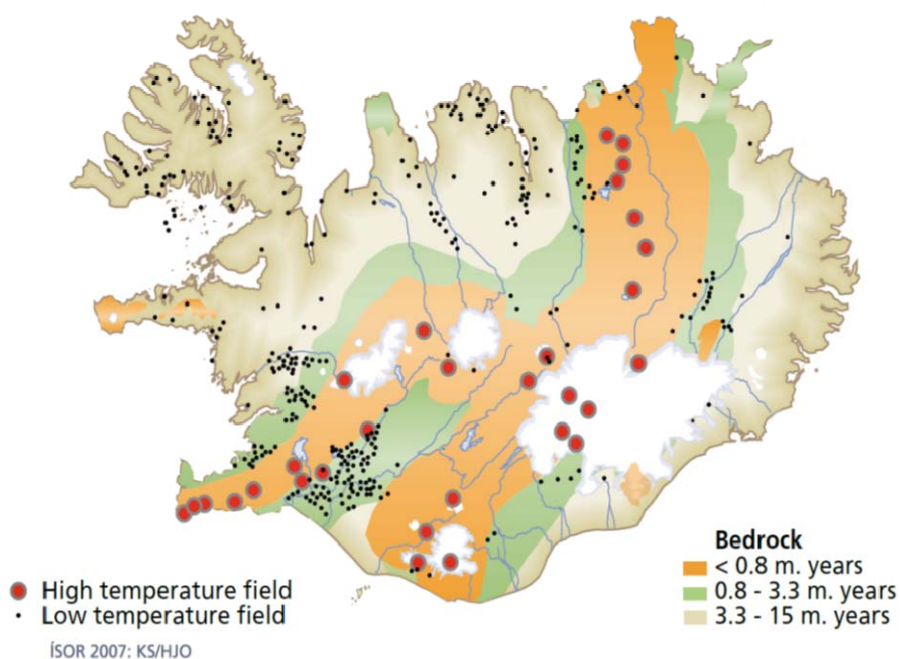 Bedrock
< 0.8 m. years
0.8 - 3.3 m. years
3.3 - 15 m. years
High temperature field
Low temperature field
ÍSOR 2007: KS/HJO